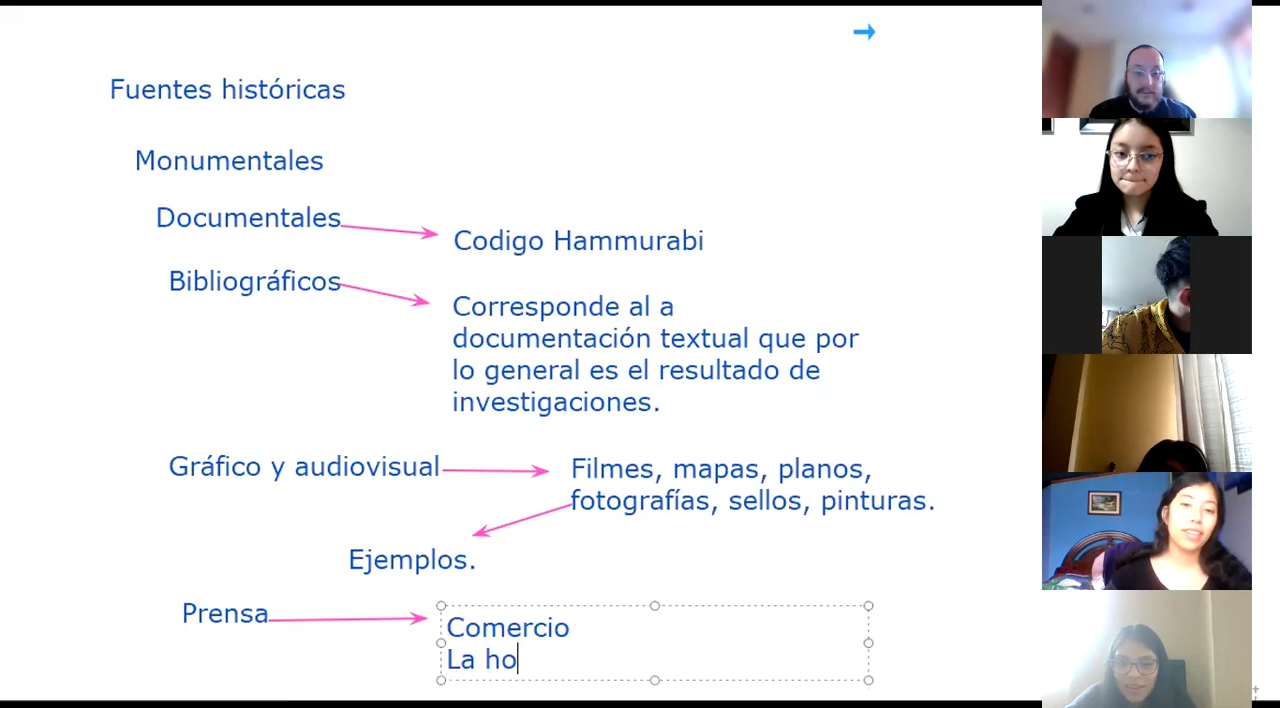 Fuentes históricas
Monumentales
Documentales
Codigo Hammurabi
Bibliográficos
Corresponde al a
documentación textual que por
lo general es el resultado de
investigaciones.
Gráfico y audiovisual
Filmes, mapas, planos,
fotografías, sellos, pinturas.
Ejemplos.
Prensa
Comercio
La ho